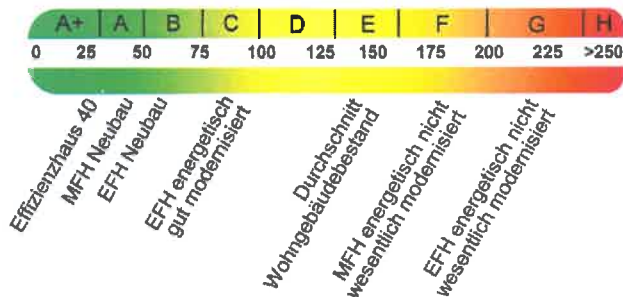 A+ A B C D E F G H
0 25 50 75 100 125 150 175 200 225 >250
Effizienzhaus 40
MFH Neubau
EFH Neubau
EFH energetisch
gut modernisiert
Durchschnitt
Wohngebäudebestand
MFH energetisch nicht
wesentlich modernisiert
EFH energetisch nicht
wesentlich modernisiert